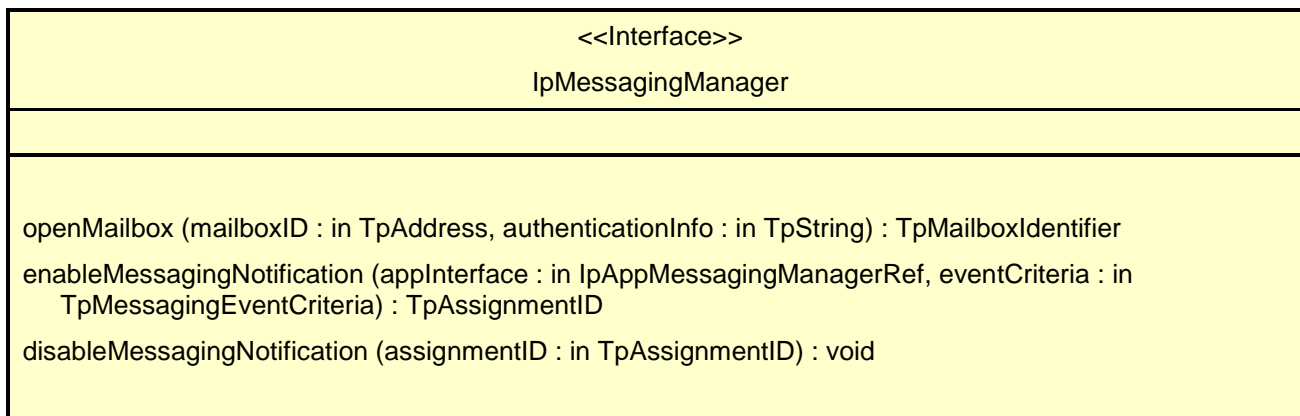 <<Interface>>
IpMessagingManager
openMailbox (mailboxID : in TpAddress, authenticationInfo : in TpString) : TpMailboxIdentifier
enableMessagingNotification (appInterface : in IpAppMessagingManagerRef, eventCriteria : in
TpMessagingEventCriteria) : TpAssignmentID
disableMessagingNotification (assignmentID : in TpAssignmentID) : void